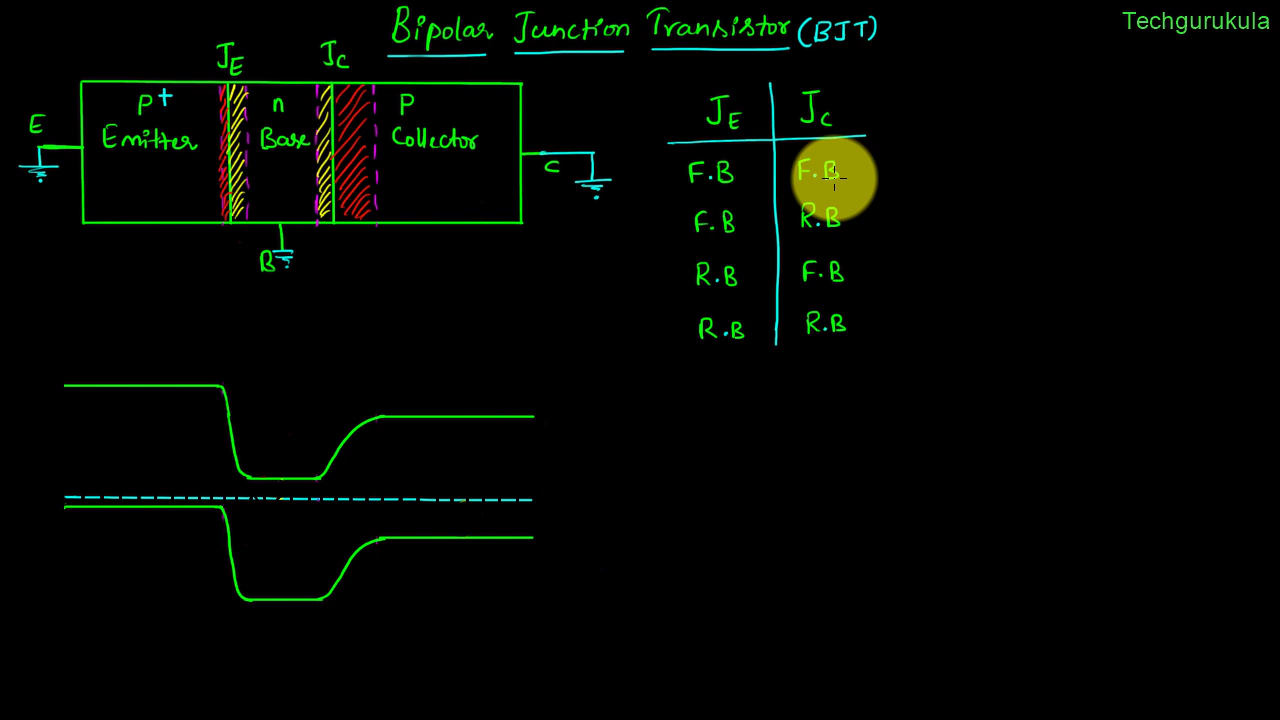 Techgurukula
Bipolar Junction Transistor (BJT)
JE JC
P+ n P
Emitter Base Collector
E
C
B
JE JC
F.B F.B
F.B R.B
R.B F.B
R.B R.B